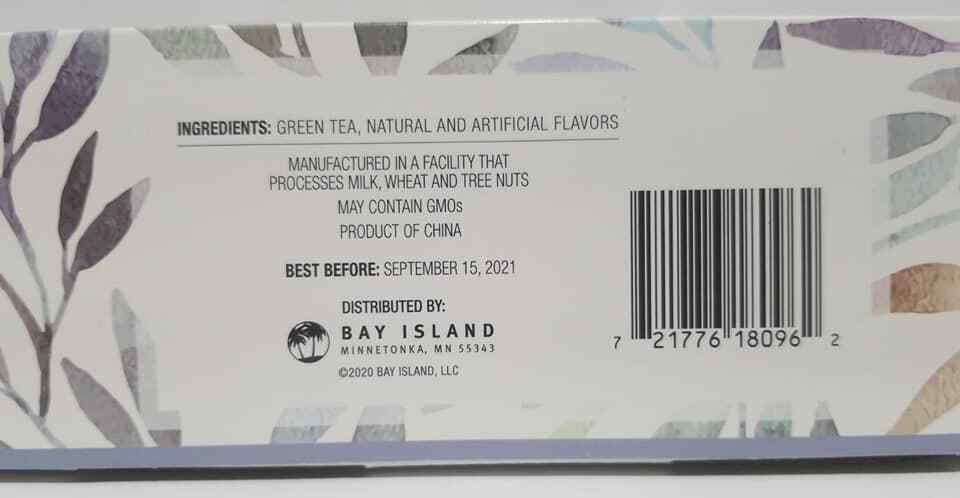 INGREDIENTS: GREEN TEA, NATURAL AND ARTIFICIAL FLAVORS
MANUFACTURED IN A FACILITY THAT
PROCESSES MILK, WHEAT AND TREE NUTS
MAY CONTAIN GMOs
PRODUCT OF CHINA
BEST BEFORE: SEPTEMBER 15, 2021
DISTRIBUTED BY:
BAY ISLAND
MINNETONKA, MN 55343
©2020 BAY ISLAND, LLC
7 21776 18096 2